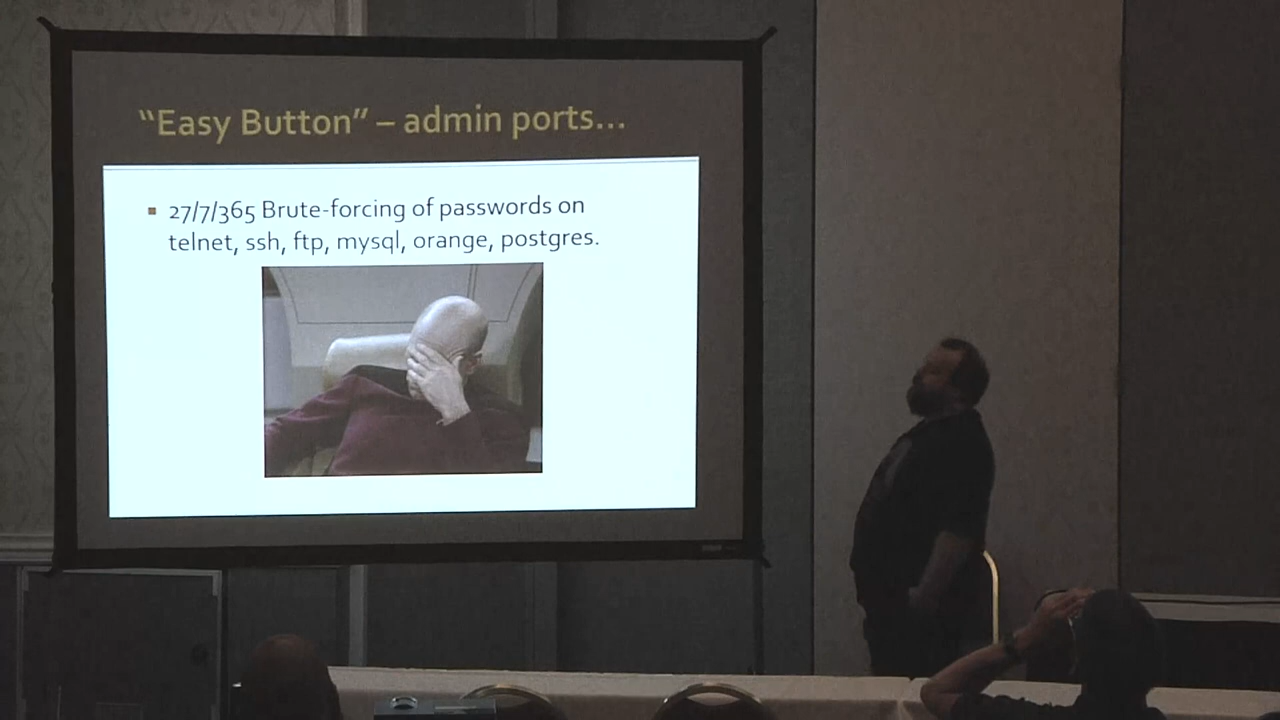 “Easy Button” – admin ports...
27/7/365 Brute-forcing of passwords on
telnet, ssh, ftp, mysql, orange, postgres.